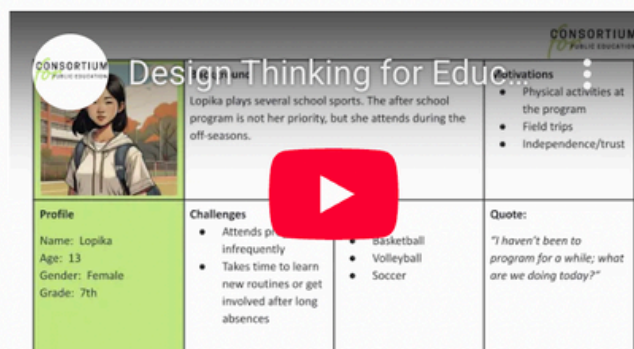 CONSORTIUM
PUBLIC EDUCATION
CONSORTIUM
for
PUBLIC EDUCATION
Design Thinking for Educ...
Lopika plays several school sports. The after school
program is not her priority, but she attends during the
off-seasons.
Motivations
• Physical activities at
the program
• Field trips
• Independence/trust
Profile
Name: Lopika
Age: 13
Gender: Female
Grade: 7th
Challenges
• Attends
infrequently
• Takes time to learn
new routines or get
involved after long
absences
• Basketball
• Volleyball
• Soccer
Quote:
"I haven't been to
program for a while; what
are we doing today?"